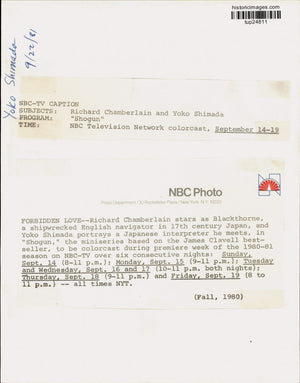 historicimages.com
tup24811
Yoko Shimada
9/22/81
NBC-TV CAPTION
SUBJECTS: Richard Chamberlain and Yoko Shimada
PROGRAM: "Shogun"
TIME: NBC Television Network colorcast, September 14-19
NBC Photo
Press Department / 30 Rockefeller Plaza / New York, N.Y. 10020
FORBIDDEN LOVE--Richard Chamberlain stars as Blackthorne,
a shipwrecked English navigator in 17th century Japan, and
Yoko Shimada portrays a Japanese interpreter he meets, in
"Shogun," the miniseries based on the James Clavell best-
seller, to be colorcast during premiere week of the 1980-81
season on NBC-TV over six consecutive nights: Sunday,
Sept. 14 (8-11 p.m.); Monday, Sept. 15 (9-11 p.m.); Tuesday
and Wednesday, Sept. 16 and 17 (10-11 p.m. both nights);
Thursday, Sept. 18 (9-11 p.m.) and Friday, Sept. 19 (8 to
11 p.m.) -- all times NYT.
(Fall, 1980)